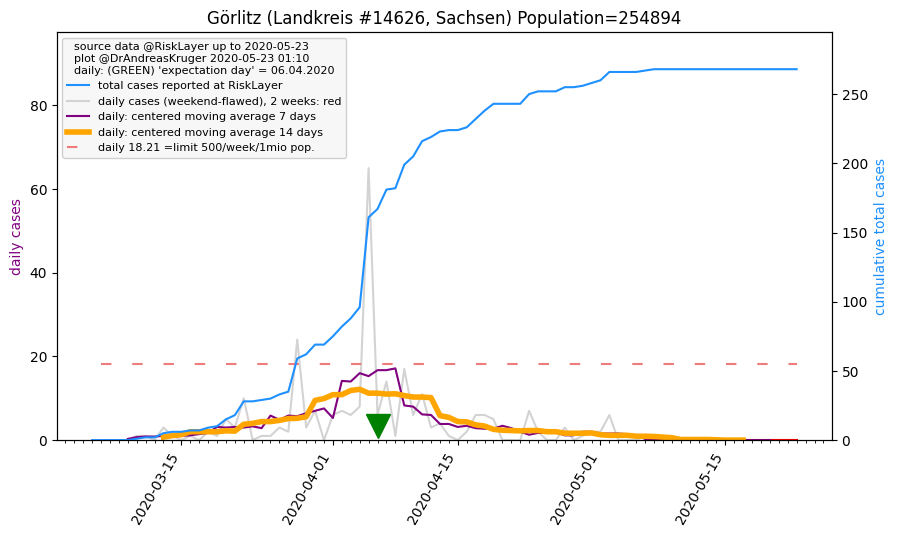 Görlitz (Landkreis #14626, Sachsen) Population=254894
source data @RiskLayer up to 2020-05-23
plot @DrAndreasKruger 2020-05-23 01:10
daily: (GREEN) 'expectation day' = 06.04.2020
total cases reported at RiskLayer
daily cases (weekend-flawed), 2 weeks: red
daily: centered moving average 7 days
daily: centered moving average 14 days
daily 18.21 =limit 500/week/1mio pop.
daily cases
80
60
40
20
0
cumulative total cases
250
200
150
100
50
0
2020-03-15
2020-04-01
2020-04-15
2020-05-01
2020-05-15